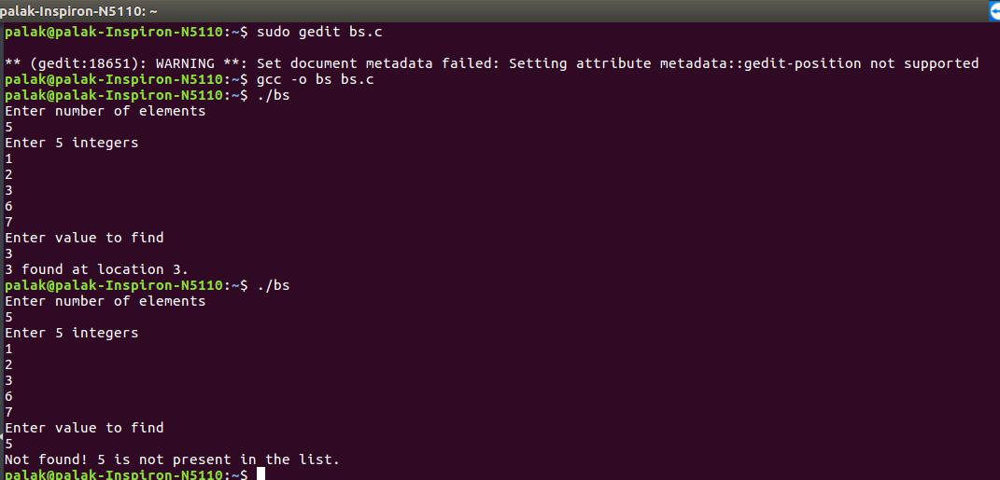 palak-Inspiron-N5110: ~
palak@palak-Inspiron-N5110:~$ sudo gedit bs.c
** (gedit:18651): WARNING **: Set document metadata failed: Setting attribute metadata::gedit-position not supported
palak@palak-Inspiron-N5110:~$ gcc -o bs bs.c
palak@palak-Inspiron-N5110:~$ ./bs
Enter number of elements
5
Enter 5 integers
1
2
3
6
7
Enter value to find
3
3 found at location 3.
palak@palak-Inspiron-N5110:~$ ./bs
Enter number of elements
5
Enter 5 integers
1
2
3
6
7
Enter value to find
5
Not found! 5 is not present in the list.
palak@palak-Inspiron-N5110:~$